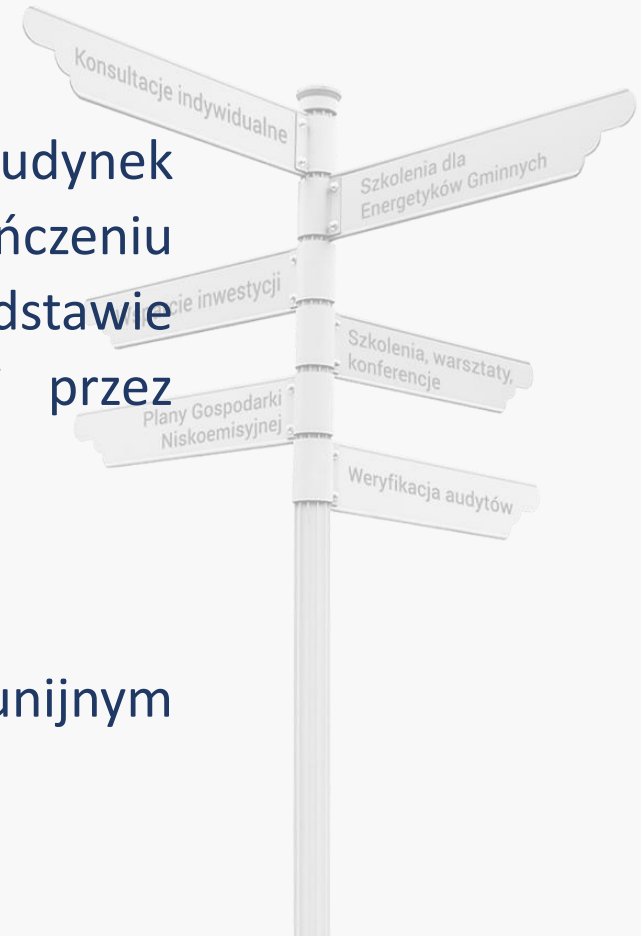 udynek
ńczeniu
dstawie
przez
unijnym
Konsultacje indywidualne
Szkolenia dla
Energetyków Gminnych
inwestycji
Szkolenia, warsztaty,
konferencje
Plany Gospodarki
Niskoemisyjnej
Weryfikacja audytów